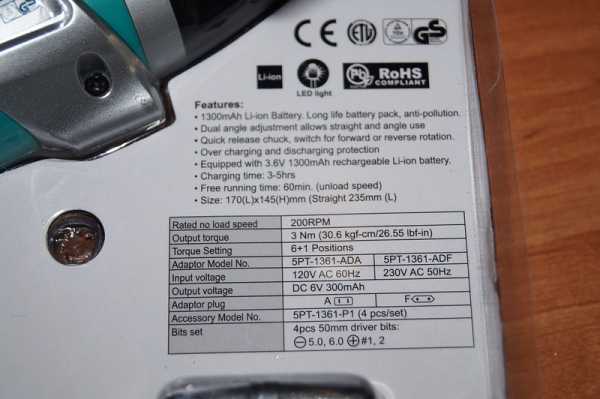 GS
CE ETL GS
Li-ion LED light Pb RoHS COMPLIANT
Features:
• 1300mAh Li-ion Battery. Long life battery pack, anti-pollution.
• Dual angle adjustment allows straight and angle use
• Quick release chuck, switch for forward or reverse rotation.
• Over charging and discharging protection
• Equipped with 3.6V 1300mAh rechargeable Li-ion battery.
• Charging time: 3-5hrs
• Free running time: 60min. (unload speed)
• Size: 170(L)x145(H)mm (Straight 235mm (L)
Rated no load speed 200RPM
Output torque 3 Nm (30.6 kgf-cm/26.55 lbf-in)
Torque Setting 6+1 Positions
Adaptor Model No. 5PT-1361-ADA 5PT-1361-ADF
Input voltage 120V AC 60Hz 230V AC 50Hz
Output voltage DC 6V 300mAh
Adaptor plug A F
Accessory Model No. 5PT-1361-P1 (4 pcs/set)
Bits set 4pcs 50mm driver bits:
⊖ 5.0, 6.0 ⊕ #1, 2